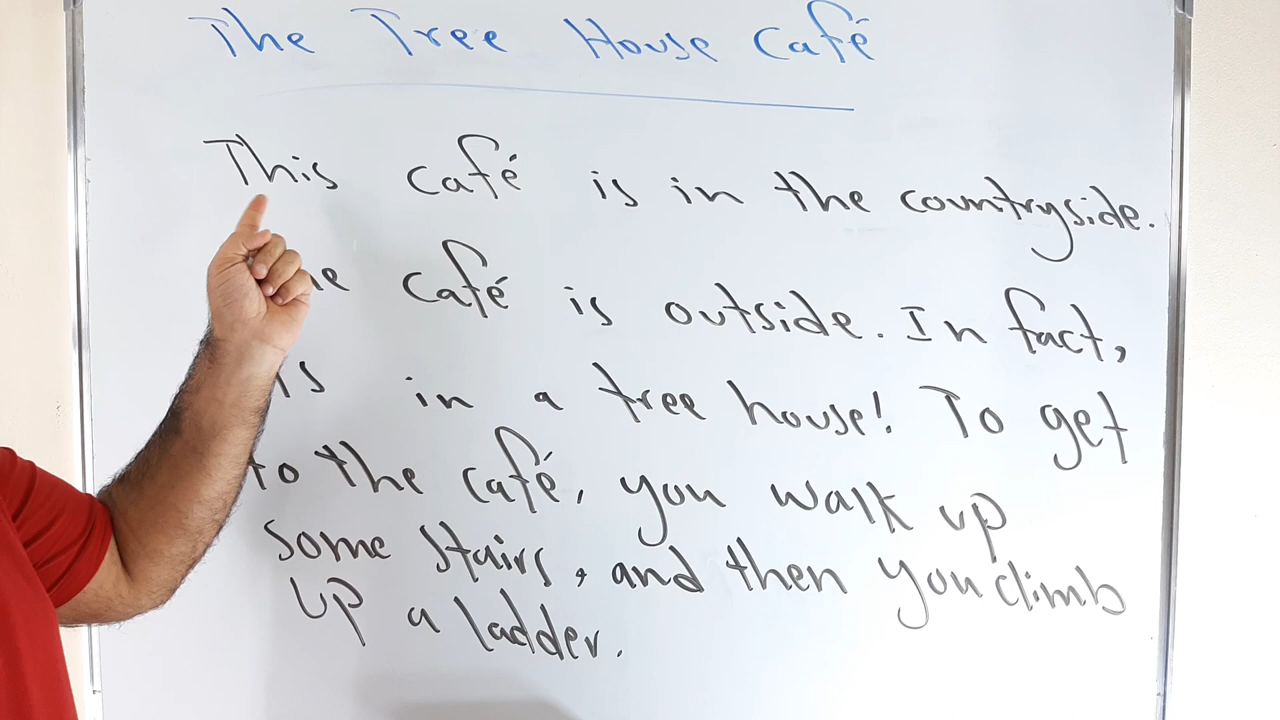 The Tree House Café
This café is in the countryside.
café is outside. In fact,
in a tree house! To get
to the café, you walk up
some stairs, and then you climb
up a ladder.